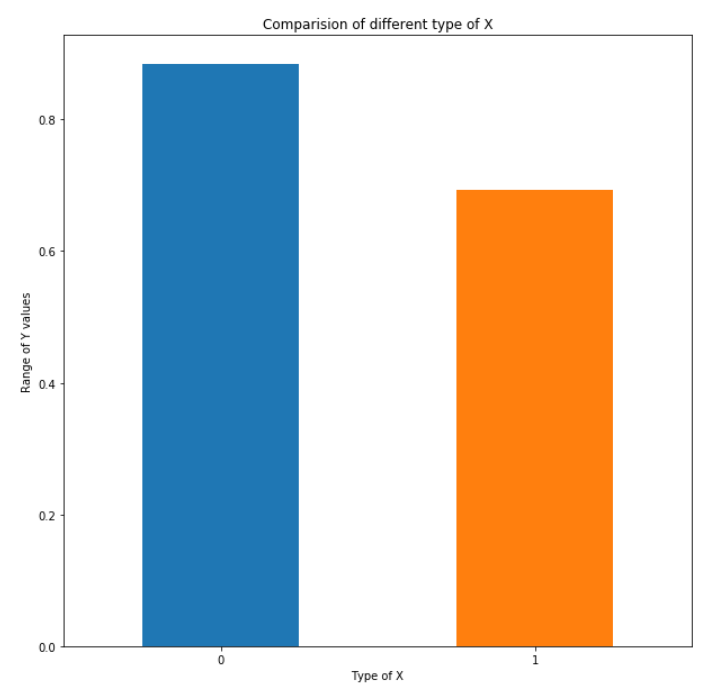 Comparision of different type of X
Range of Y values
0.8
0.6
0.4
0.2
0.0
0
1
Type of X